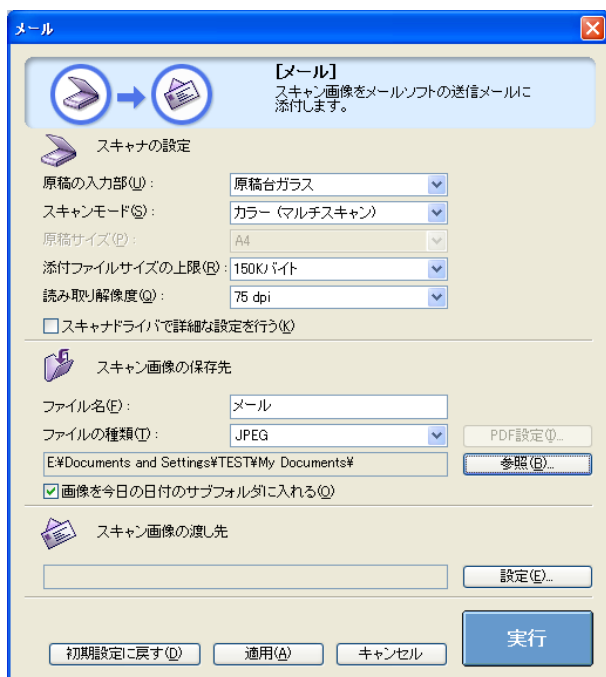 メール
[メール]
スキャン画像をメールソフトの送信メールに
添付します。
スキャナの設定
原稿の入力部(U): 原稿台ガラス
スキャンモード(S): カラー (マルチスキャン)
原稿サイズ(P): A4
添付ファイルサイズの上限(R): 150Kバイト
読み取り解像度(Q): 75 dpi
スキャナドライバで詳細な設定を行う(K)
スキャン画像の保存先
ファイル名(F): メール
ファイルの種類(T): JPEG PDF設定(I)...
E:¥Documents and Settings¥TEST¥My Documents¥ 参照(B)...
画像を今日の日付のサブフォルダに入れる(O)
スキャン画像の渡し先
設定(E)...
初期設定に戻す(D) 適用(A) キャンセル 実行